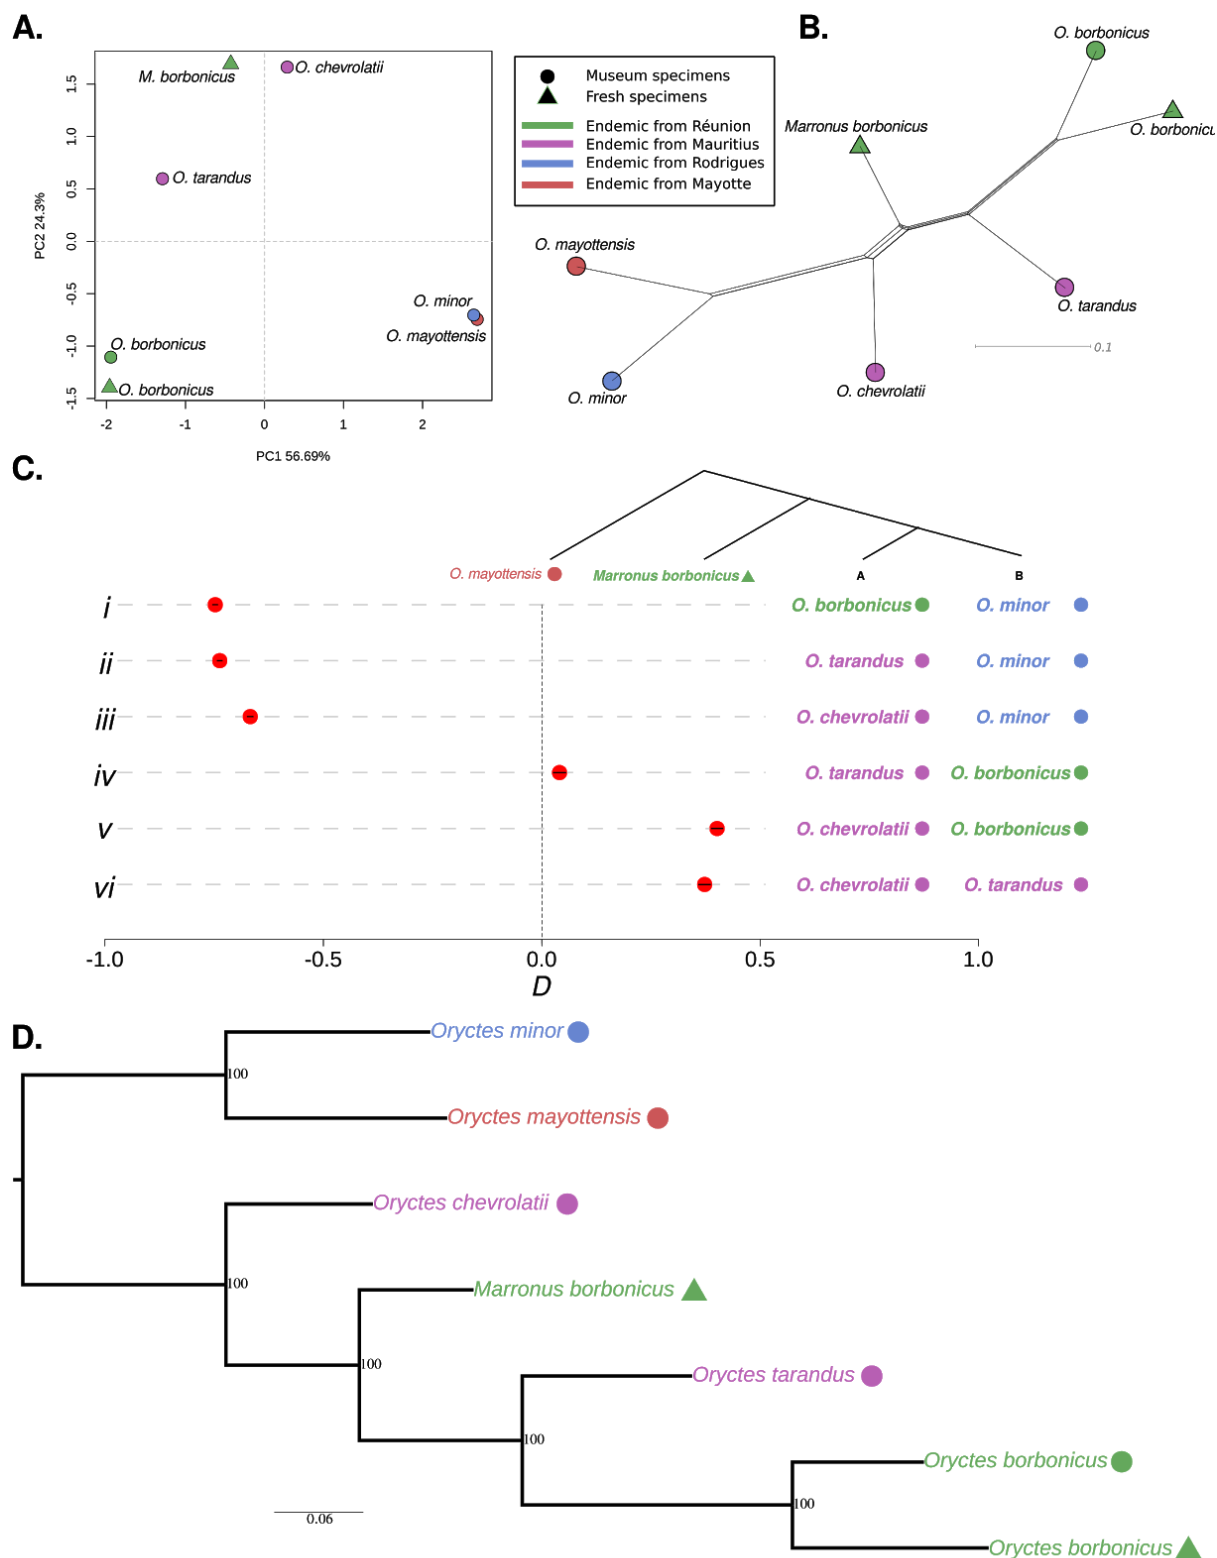 A.
M. borbonicus
O. chevrolatii
O. tarandus
O. minor
O. mayottensis
O. borbonicus
O. borbonicus
1.5
1.0
0.5
0.0
-0.5
-1.0
-1.5
PC2 24.3%
-2
-1
0
1
2
PC1 56.69%
Museum specimens
Fresh specimens
Endemic from Réunion
Endemic from Mauritius
Endemic from Rodrigues
Endemic from Mayotte
B.
O. borbonicus
O. borbonicu
Marronus borbonicus
O. mayottensis
O. tarandus
O. minor
O. chevrolatii
0.1
C.
O. mayottensis
Marronus borbonicus
A
B
i
O. borbonicus
O. minor
ii
O. tarandus
O. minor
iii
O. chevrolatii
O. minor
iv
O. tarandus
O. borbonicus
v
O. chevrolatii
O. borbonicus
vi
O. chevrolatii
O. tarandus
-1.0
-0.5
0.0
0.5
1.0
D
D.
Oryctes minor
100
Oryctes mayottensis
Oryctes chevrolatii
100
Marronus borbonicus
100
Oryctes tarandus
100
Oryctes borbonicus
100
Oryctes borbonicus
0.06